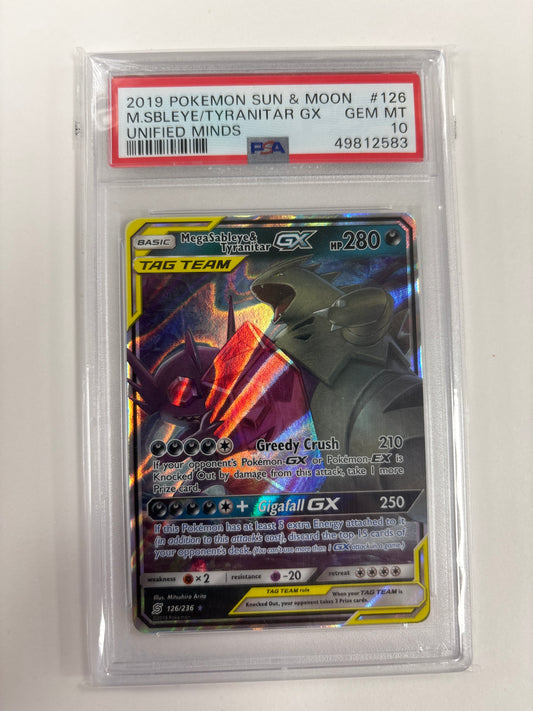 2019 POKEMON SUN & MOON #126
M.SBLEYE/TYRANITAR GX GEM MT
UNIFIED MINDS 10
PSA 49812583
BASIC MegaSableye& Tyranitar GX HP 280
TAG TEAM
Greedy Crush 210
If your opponent's Pokémon-GX or Pokémon-EX is
Knocked Out by damage from this attack, take 1 more
Prize card.
+ Gigafall GX 250
If this Pokémon has at least 5 extra Energy attached to it
(in addition to this attack's cost), discard the top 15 cards of
your opponent's deck. (You can't use more than 1 GX attack in a game.)
weakness × 2 resistance -20 retreat
Illus. Mitsuhiro Arita
TAG TEAM rule When your TAG TEAM is
Knocked Out, your opponent takes 3 Prize cards.
126/236
©2019 Pokémon